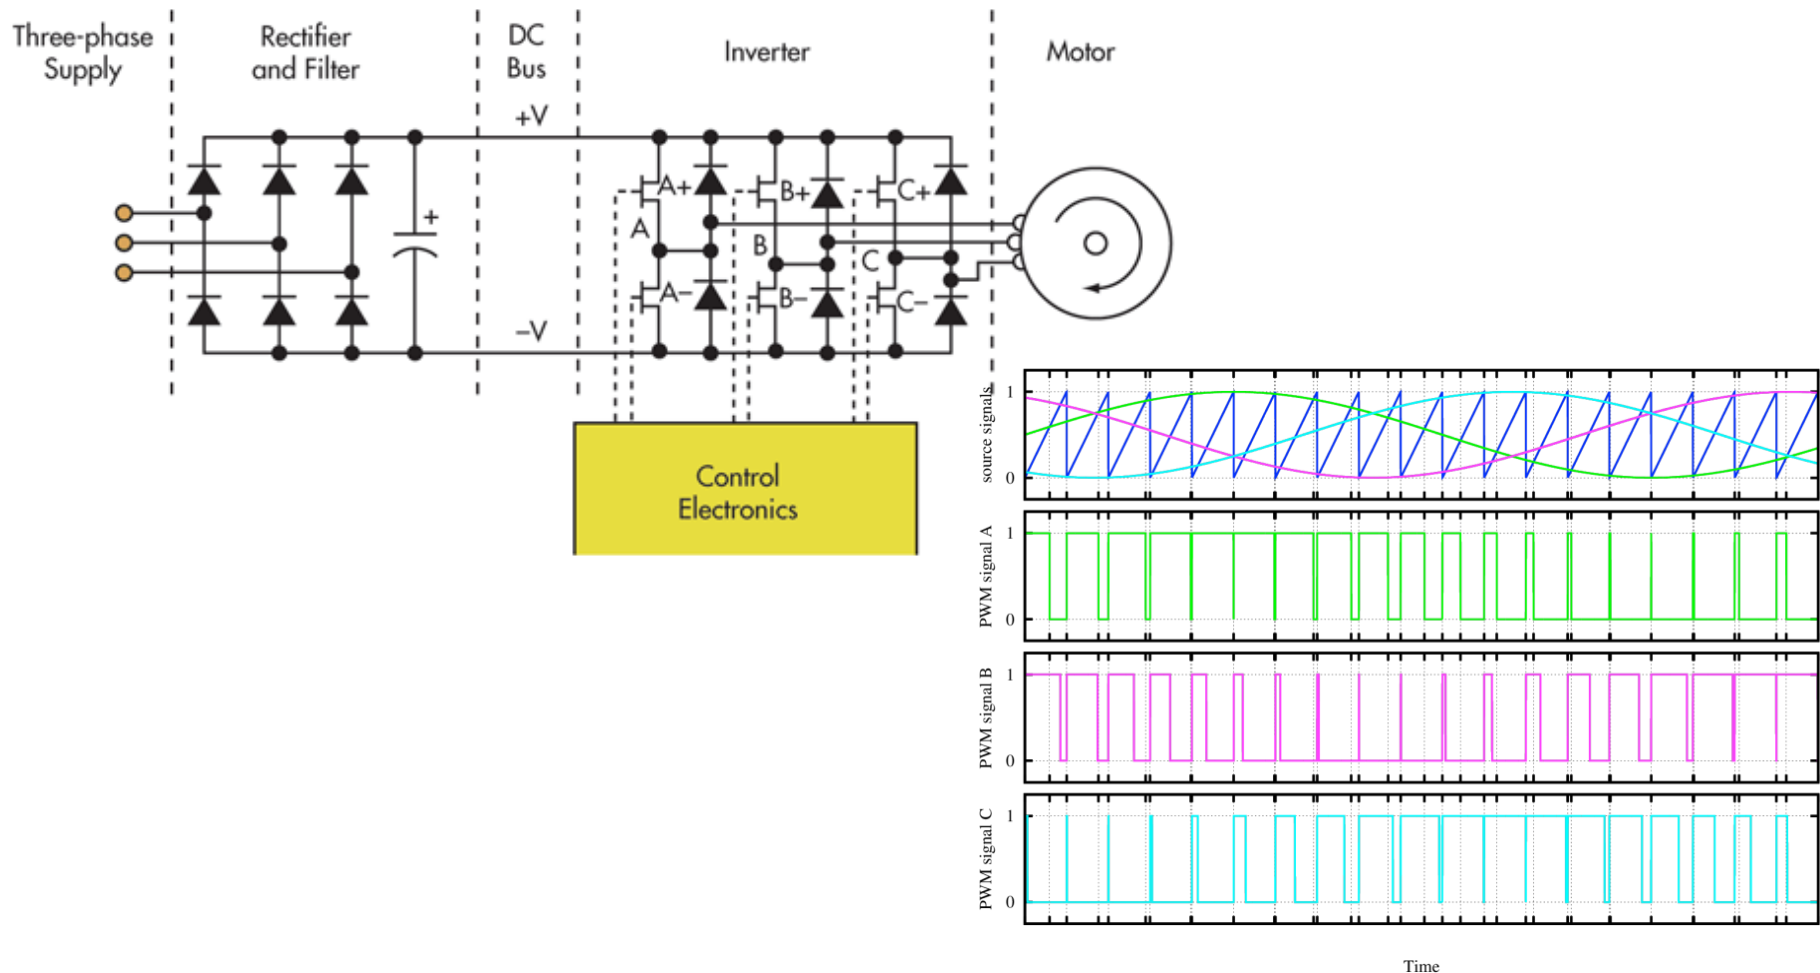 Three-phase
Supply
Rectifier
and Filter
DC
Bus
Inverter
Motor
+V
+
A+
B+
C+
A
B
C
A–
B–
C–
–V
Control
Electronics
source signals
1
0
PWM signal A
1
0
PWM signal B
1
0
PWM signal C
1
0
Time